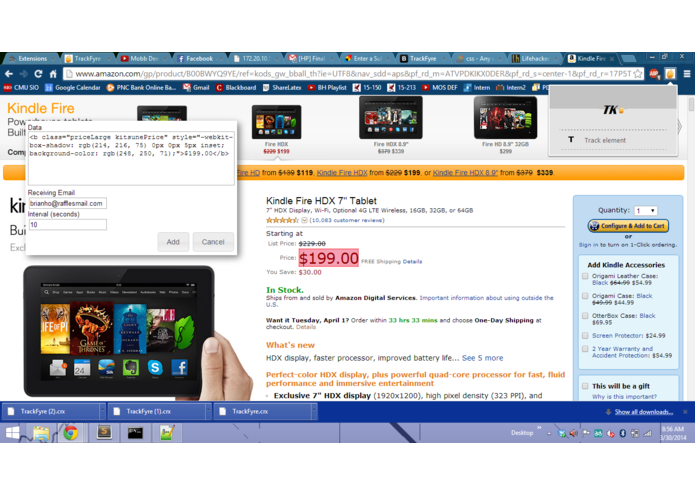 Extensions
TrackFyre
Mobb Dee
Facebook
172.20.10
[HP] Final
Enter a Su
TrackFyre
css - Any
Lifehacke
Kindle Fire
www.amazon.com/gp/product/B00BWYQ9YE/ref=kods_gw_bball_th?ie=UTF8&nav_sdd=aps&pf_rd_m=ATVPDKIKX0DER&pf_rd_s=center-1&pf_rd_r=17P5T
CMU SIO
Google Calendar
PNC Bank Online Ba...
Gmail
Blackboard
ShareLatex
BH Playlist
15-150
15-213
MOS DEF
Intern
Intern2
Kindle Fire
Data
<b class="priceLarge kitsunePrice" style="-webkit-
box-shadow: rgb(214, 216, 75) 0px 0px 5px inset;
background-color: rgb(248, 250, 71);">$199.00</b>
Receiving Email
brianho@rafflesmail.com
Interval (seconds)
10
Add
Cancel
Fire HDX
$229 $199
Fire HDX 8.9"
$379 $339
Fire HD 8.9" 32GB
$299
TK
T Track element
Fire HD from $139 $119, Kindle Fire HDX from $229 $199, or Kindle Fire HDX 8.9" from $379 $339.
Kindle Fire HDX 7" Tablet
7" HDX Display, Wi-Fi, Optional 4G LTE Wireless, 16GB, 32GB, or 64GB
(10,083 customer reviews)
Starting at
List Price: $229.00
Price: $199.00 FREE Shipping Details
You Save: $30.00
In Stock.
Ships from and sold by Amazon Digital Services. Important information about using outside the
U.S.
Want it Tuesday, April 1? Order within 33 hrs 33 mins and choose One-Day Shipping at
checkout. Details
What's new
HDX display, faster processor, improved battery life... See 5 more
Perfect-color HDX display, plus powerful quad-core processor for fast, fluid
performance and immersive entertainment
Exclusive 7" HDX display (1920x1200), high pixel density (323 PPI), and
Quantity: 1
Configure & Add to Cart
or
Sign in to turn on 1-Click ordering.
Add Kindle Accessories
Origami Leather Case:
Black $64.99 $54.99
Origami Case: Black
$49.99 $44.99
OtterBox Case: Black
$69.95
Screen Protector: $24.99
2 Year Warranty and
Accident Protection: $54.99
This will be a gift
Why is this important?
GAME OF
THRONES
24
TrackFyre (2).crx
TrackFyre (1).crx
TrackFyre.crx
Show all downloads...
Desktop
8:56 AM
3/30/2014